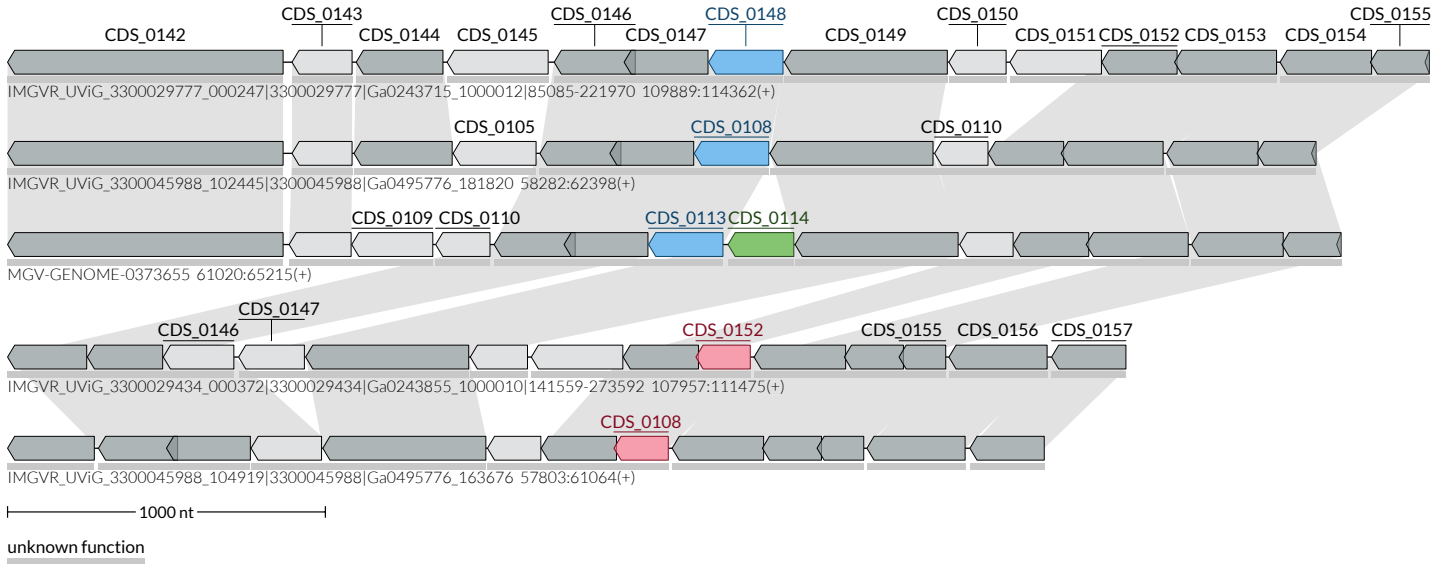 CDS_0143 CDS_0146 CDS_0148 CDS_0150 CDS_0155
CDS_0142 CDS_0144 CDS_0145 CDS_0147 CDS_0149 CDS_0151 CDS_0152 CDS_0153 CDS_0154
IMGVR_UViG_3300029777_000247|3300029777|Ga0243715_1000012|85085-221970 109889:114362(+)
CDS_0105 CDS_0108 CDS_0110
IMGVR_UViG_3300045988_102445|3300045988|Ga0495776_181820 58282:62398(+)
CDS_0109 CDS_0110 CDS_0113 CDS_0114
MGV-GENOME-0373655 61020:65215(+)
CDS_0147
CDS_0146 CDS_0152 CDS_0155 CDS_0156 CDS_0157
IMGVR_UViG_3300029434_000372|3300029434|Ga0243855_1000010|141559-273592 107957:111475(+)
CDS_0108
IMGVR_UViG_3300045988_104919|3300045988|Ga0495776_163676 57803:61064(+)
1000 nt
unknown function